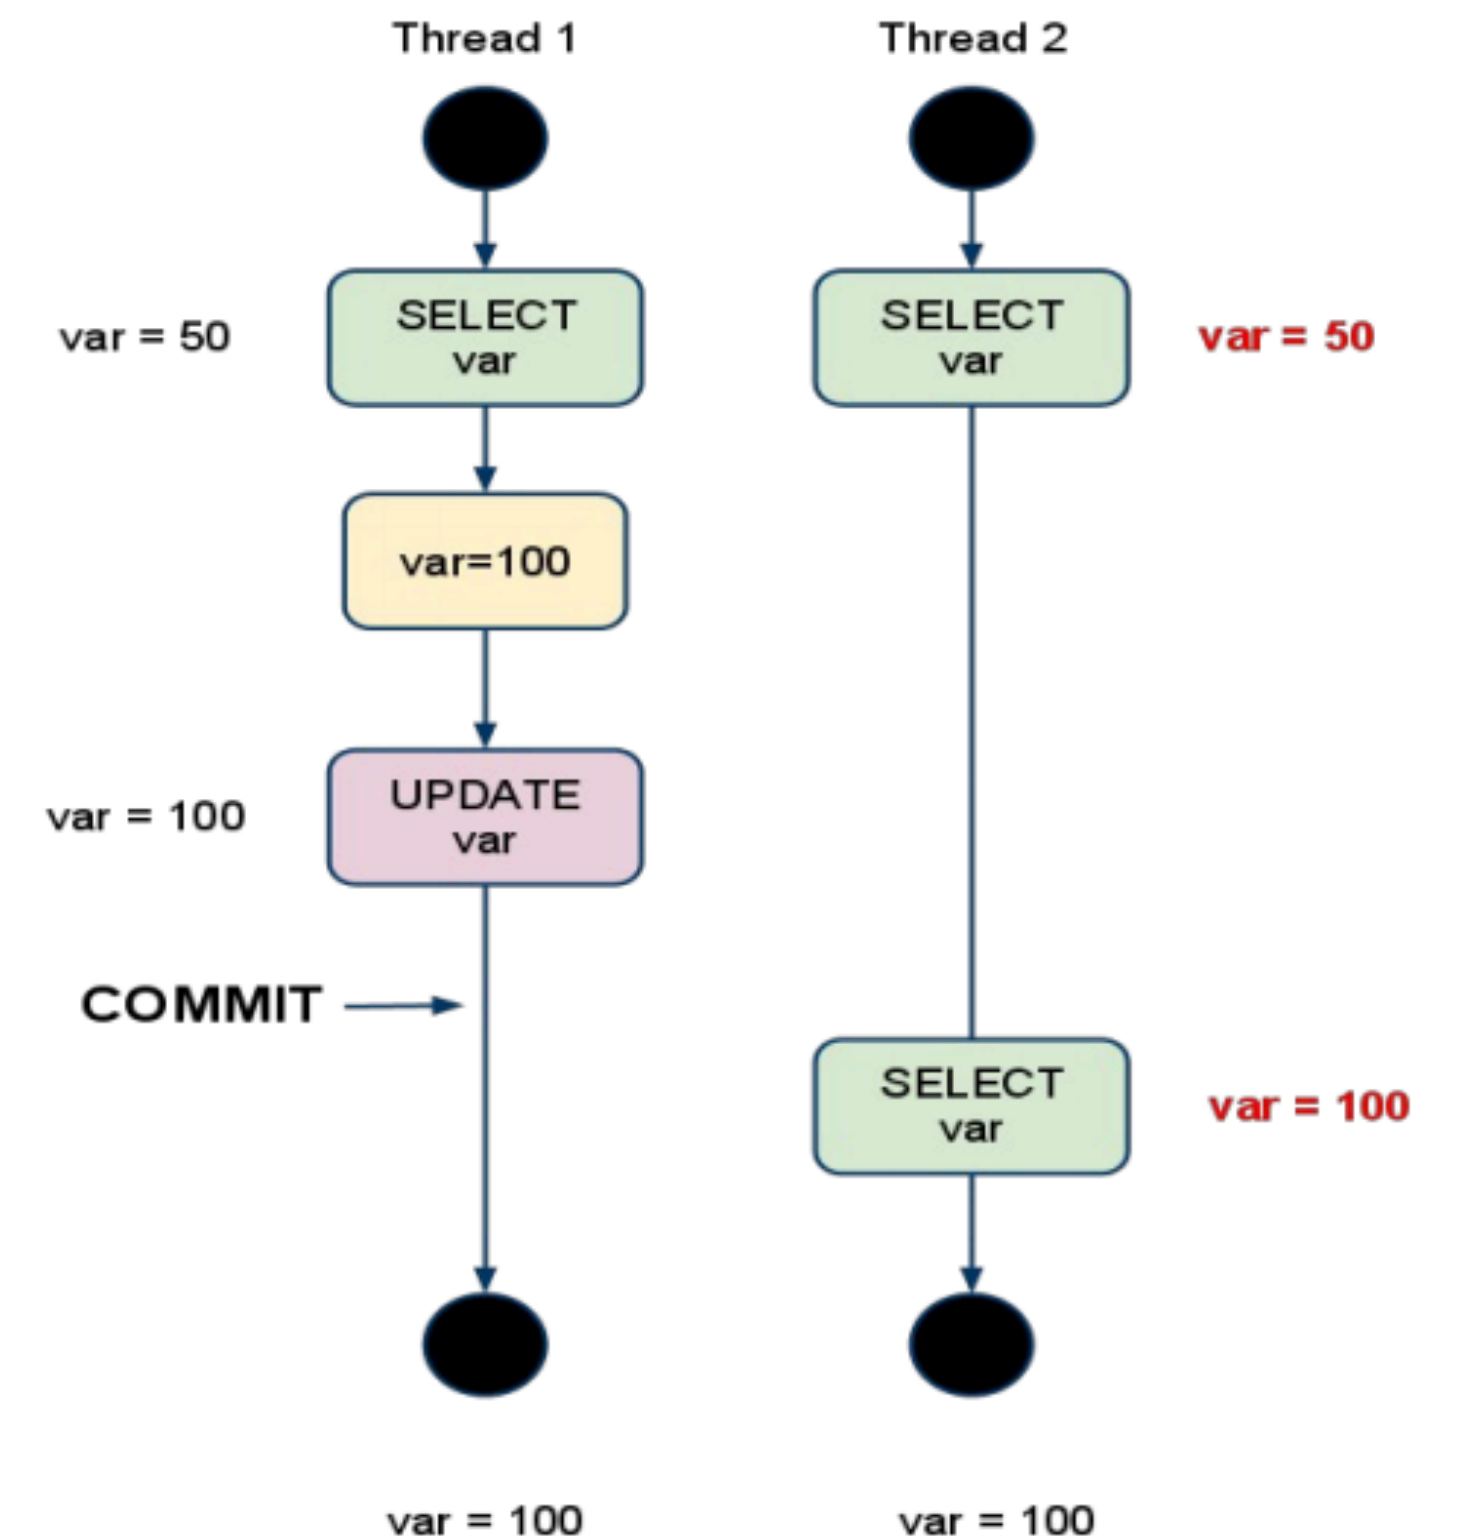 Thread 1
Thread 2
SELECT
var
var = 50
SELECT
var
var = 50
var=100
UPDATE
var
var = 100
COMMIT
SELECT
var
var = 100
var = 100
var = 100